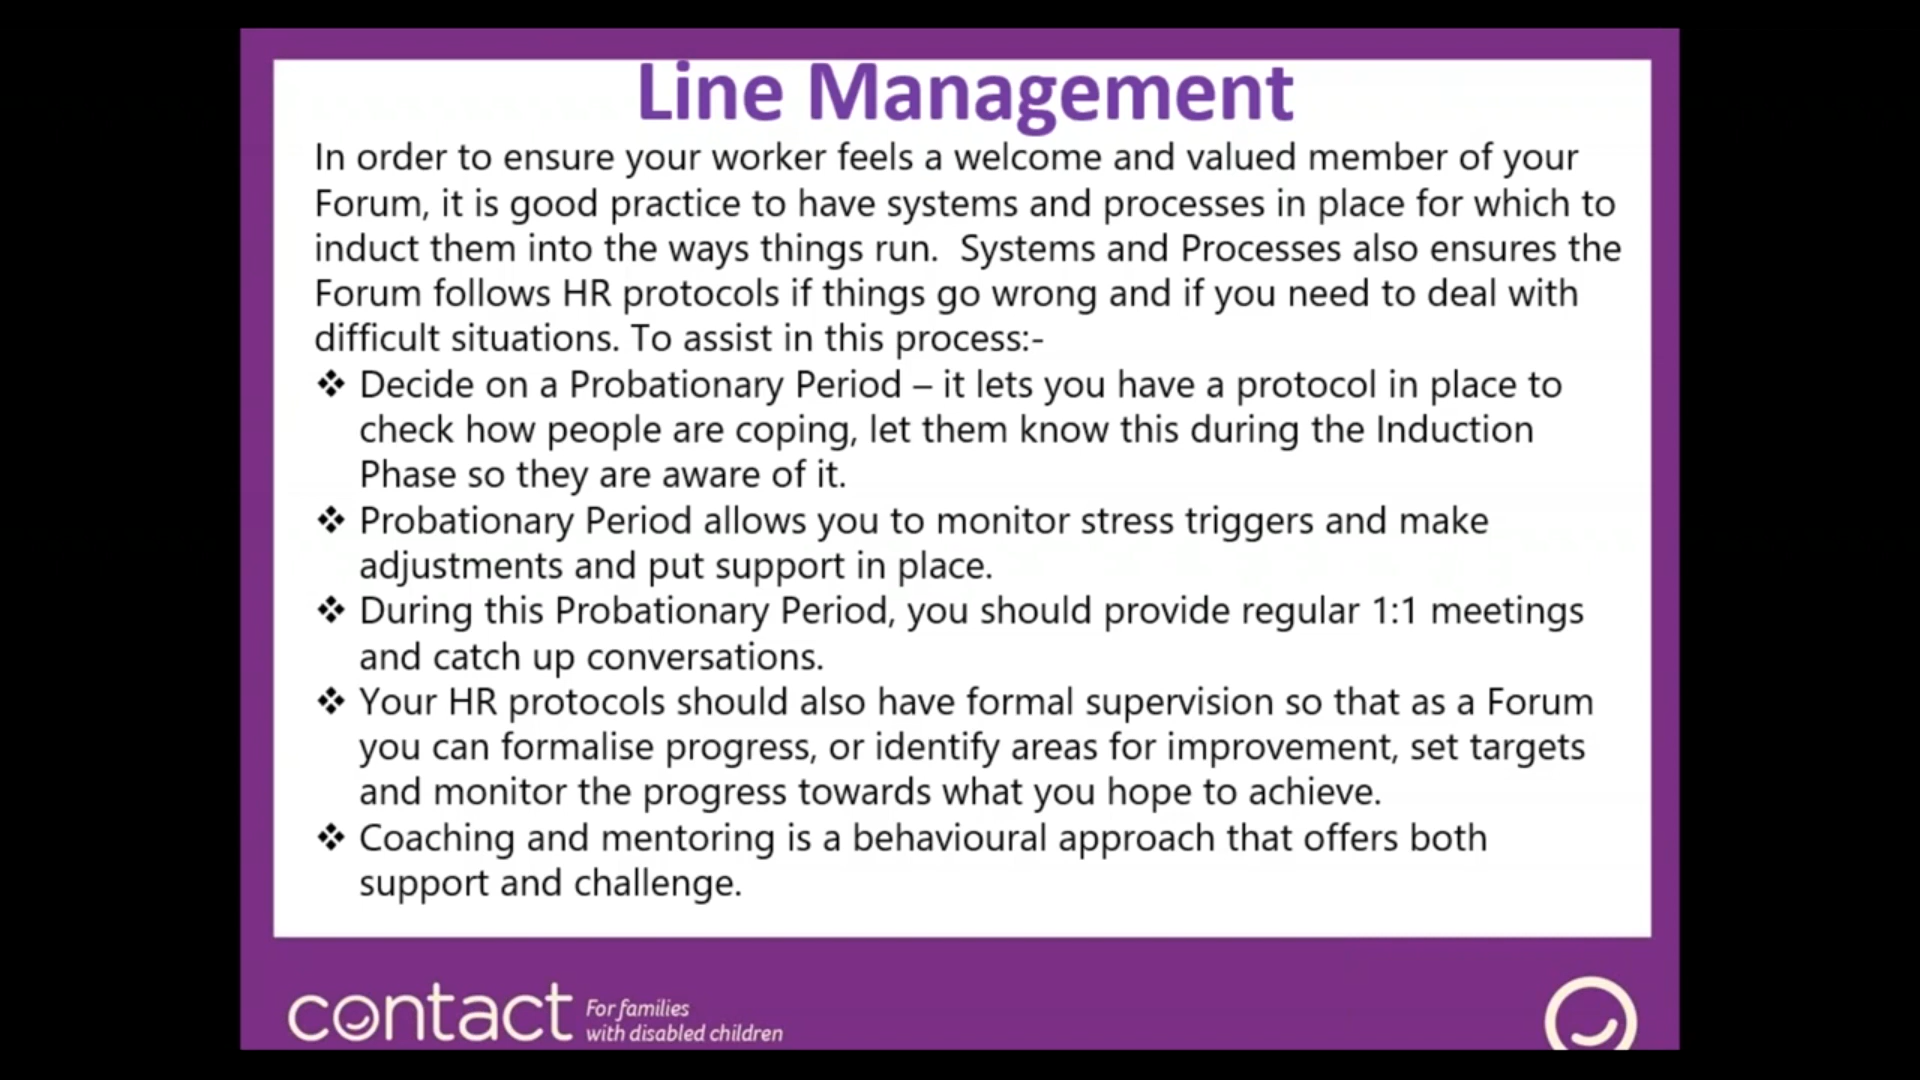 Line Management
In order to ensure your worker feels a welcome and valued member of your
Forum, it is good practice to have systems and processes in place for which to
induct them into the ways things run.  Systems and Processes also ensures the
Forum follows HR protocols if things go wrong and if you need to deal with
difficult situations. To assist in this process:-
❖ Decide on a Probationary Period – it lets you have a protocol in place to
check how people are coping, let them know this during the Induction
Phase so they are aware of it.
❖ Probationary Period allows you to monitor stress triggers and make
adjustments and put support in place.
❖ During this Probationary Period, you should provide regular 1:1 meetings
and catch up conversations.
❖ Your HR protocols should also have formal supervision so that as a Forum
you can formalise progress, or identify areas for improvement, set targets
and monitor the progress towards what you hope to achieve.
❖ Coaching and mentoring is a behavioural approach that offers both
support and challenge.
contact
For families
with disabled children